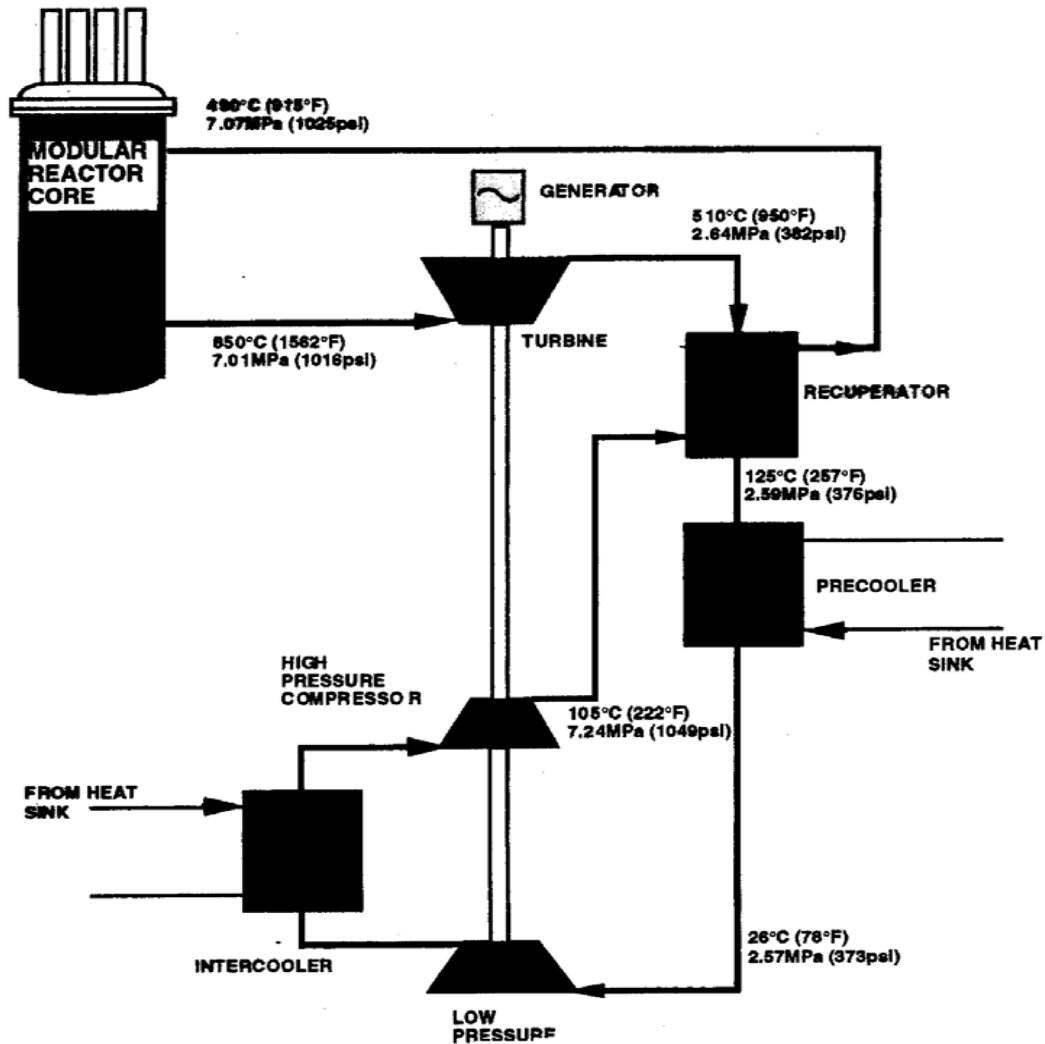 490°C (915°F)
7.07MPa (1025psi)
MODULAR
REACTOR
CORE
GENERATOR
510°C (950°F)
2.64MPa (382psi)
850°C (1562°F)
7.01MPa (1016psi)
TURBINE
RECUPERATOR
125°C (257°F)
2.59MPa (376psi)
PRECOOLER
FROM HEAT
SINK
HIGH
PRESSURE
COMPRESSOR
105°C (222°F)
7.24MPa (1049psi)
FROM HEAT
SINK
INTERCOOLER
26°C (78°F)
2.57MPa (373psi)
LOW
PRESSURE